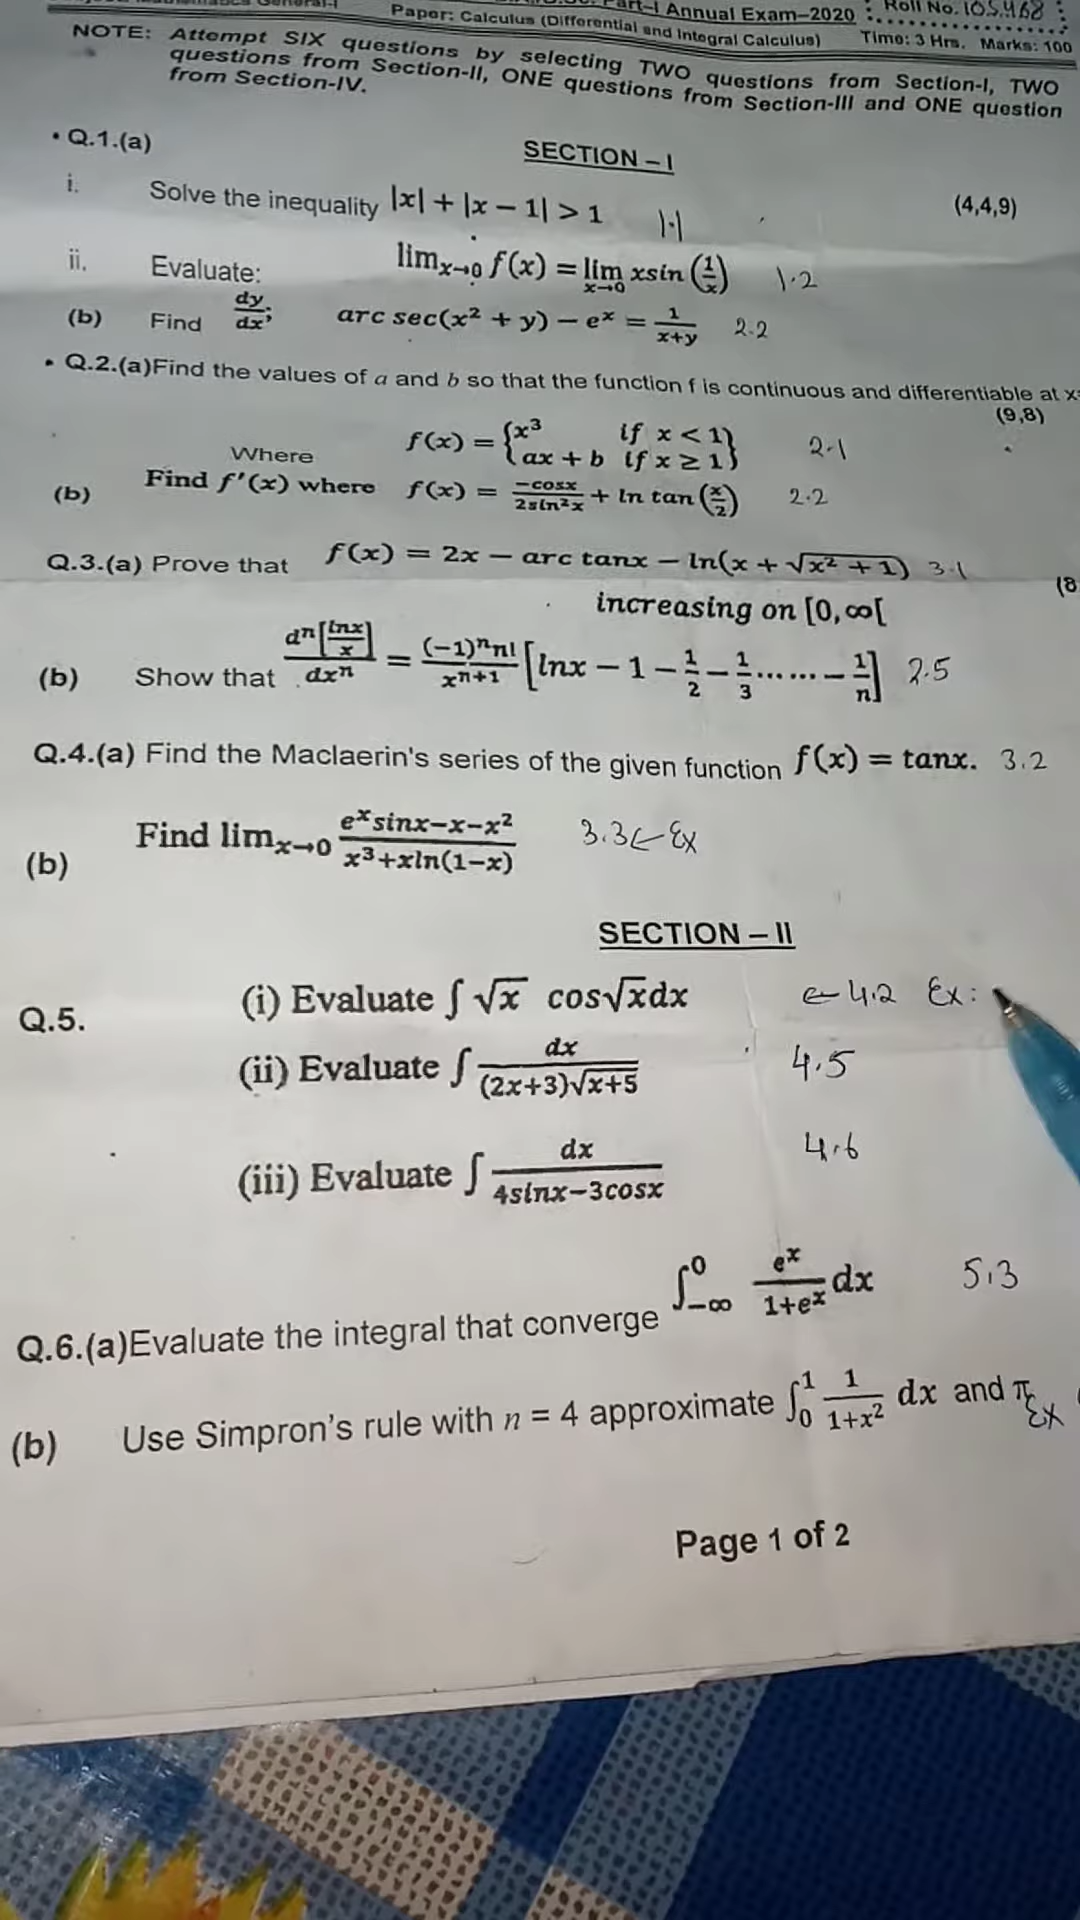 Part-I Annual Exam-2020 Roll No. 105468
Paper: Calculus (Differential and Integral Calculus) Time: 3 Hrs. Marks: 100
NOTE: Attempt SIX questions by selecting TWO questions from Section-I, TWO
questions from Section-II, ONE questions from Section-III and ONE question
from Section-IV.
SECTION – I
• Q.1.(a)
i. Solve the inequality |x| + |x − 1| > 1 1.1 (4,4,9)
ii. Evaluate: lim_{x→0} f(x) = lim_{x→0} xsin (1/x) 1.2
(b) Find dy/dx; arc sec(x² + y) − eˣ = 1/(x+y) 2.2
• Q.2.(a)Find the values of a and b so that the function f is continuous and differentiable at x=
(9,8)
Where f(x) = {x³ if x < 1; ax + b if x ≥ 1} 2.1
(b) Find f'(x) where f(x) = −cosx/2sin²x + ln tan (x/2) 2.2
Q.3.(a) Prove that f(x) = 2x − arc tanx − ln(x + √(x² + 1)) 3.1
(8
increasing on [0, ∞[
(b) Show that dⁿ[lnx/x]/dxⁿ = (−1)ⁿn!/xⁿ⁺¹ [lnx − 1 − 1/2 − 1/3 ...... − 1/n] 2.5
Q.4.(a) Find the Maclaerin's series of the given function f(x) = tanx. 3.2
(b) Find lim_{x→0} (eˣsinx−x−x²)/(x³+xln(1−x)) 3.3 ← Ex
SECTION – II
Q.5. (i) Evaluate ∫ √x cos√x dx ← 4.2 Ex:
(ii) Evaluate ∫ dx/((2x+3)√(x+5)) 4.5
(iii) Evaluate ∫ dx/(4sinx−3cosx) 4.6
Q.6.(a)Evaluate the integral that converge ∫_{−∞}^{0} eˣ/(1+eˣ) dx 5.3
(b) Use Simpron's rule with n = 4 approximate ∫₀¹ 1/(1+x²) dx and π Ex
Page 1 of 2